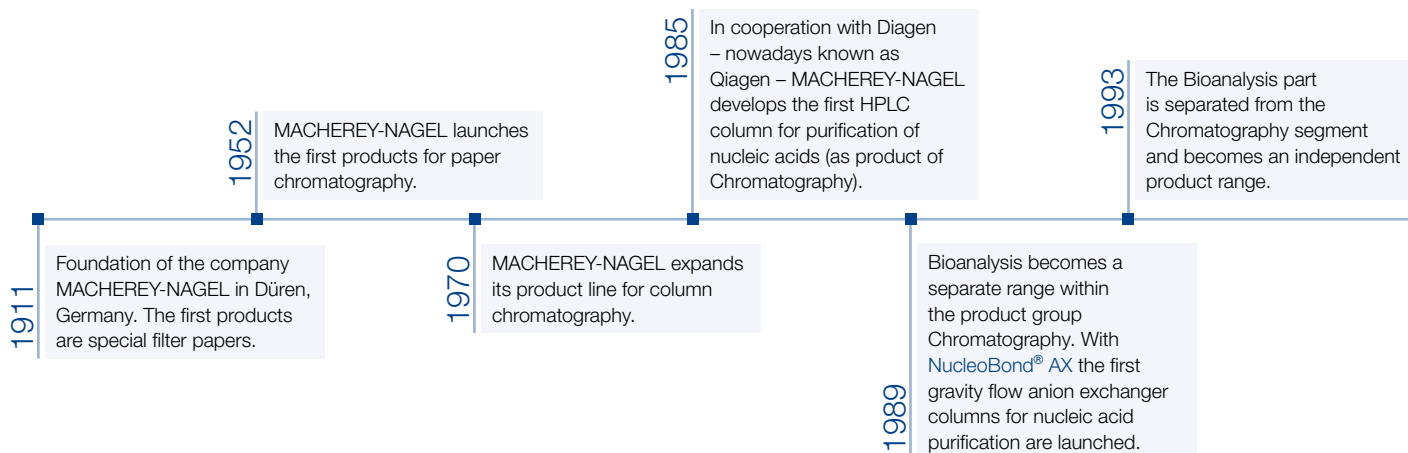 1911
Foundation of the company
MACHEREY-NAGEL in Düren,
Germany. The first products
are special filter papers.
1952
MACHEREY-NAGEL launches
the first products for paper
chromatography.
1970
MACHEREY-NAGEL expands
its product line for column
chromatography.
1985
In cooperation with Diagen
– nowadays known as
Qiagen – MACHEREY-NAGEL
develops the first HPLC
column for purification of
nucleic acids (as product of
Chromatography).
1989
Bioanalysis becomes a
separate range within
the product group
Chromatography. With
NucleoBond® AX the first
gravity flow anion exchanger
columns for nucleic acid
purification are launched.
1993
The Bioanalysis part
is separated from the
Chromatography segment
and becomes an independent
product range.